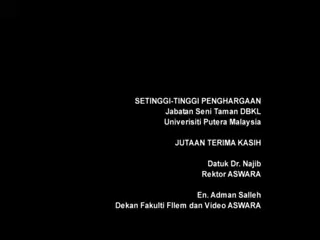 SETINGGI-TINGGI PENGHARGAAN
Jabatan Seni Taman DBKL
Univerisiti Putera Malaysia
JUTAAN TERIMA KASIH
Datuk Dr. Najib
Rektor ASWARA
En. Adman Salleh
Dekan Fakulti FIlem dan Video ASWARA